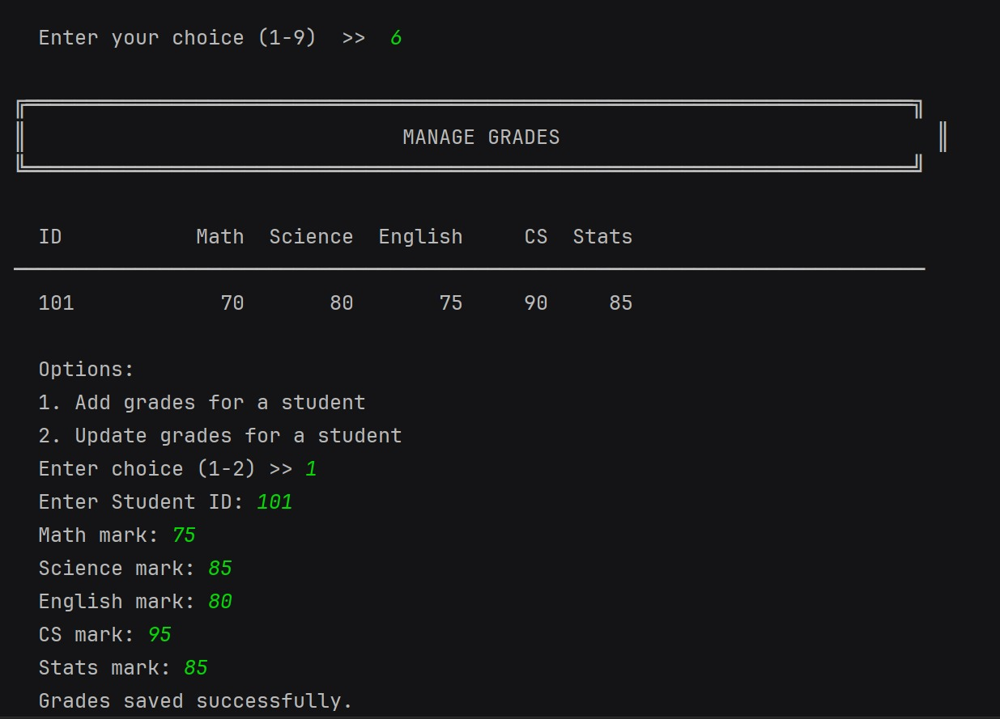 Enter your choice (1-9)  >>  6
MANAGE GRADES
ID           Math  Science  English     CS  Stats
101            70       80       75     90     85
Options:
1. Add grades for a student
2. Update grades for a student
Enter choice (1-2) >> 1
Enter Student ID: 101
Math mark: 75
Science mark: 85
English mark: 80
CS mark: 95
Stats mark: 85
Grades saved successfully.